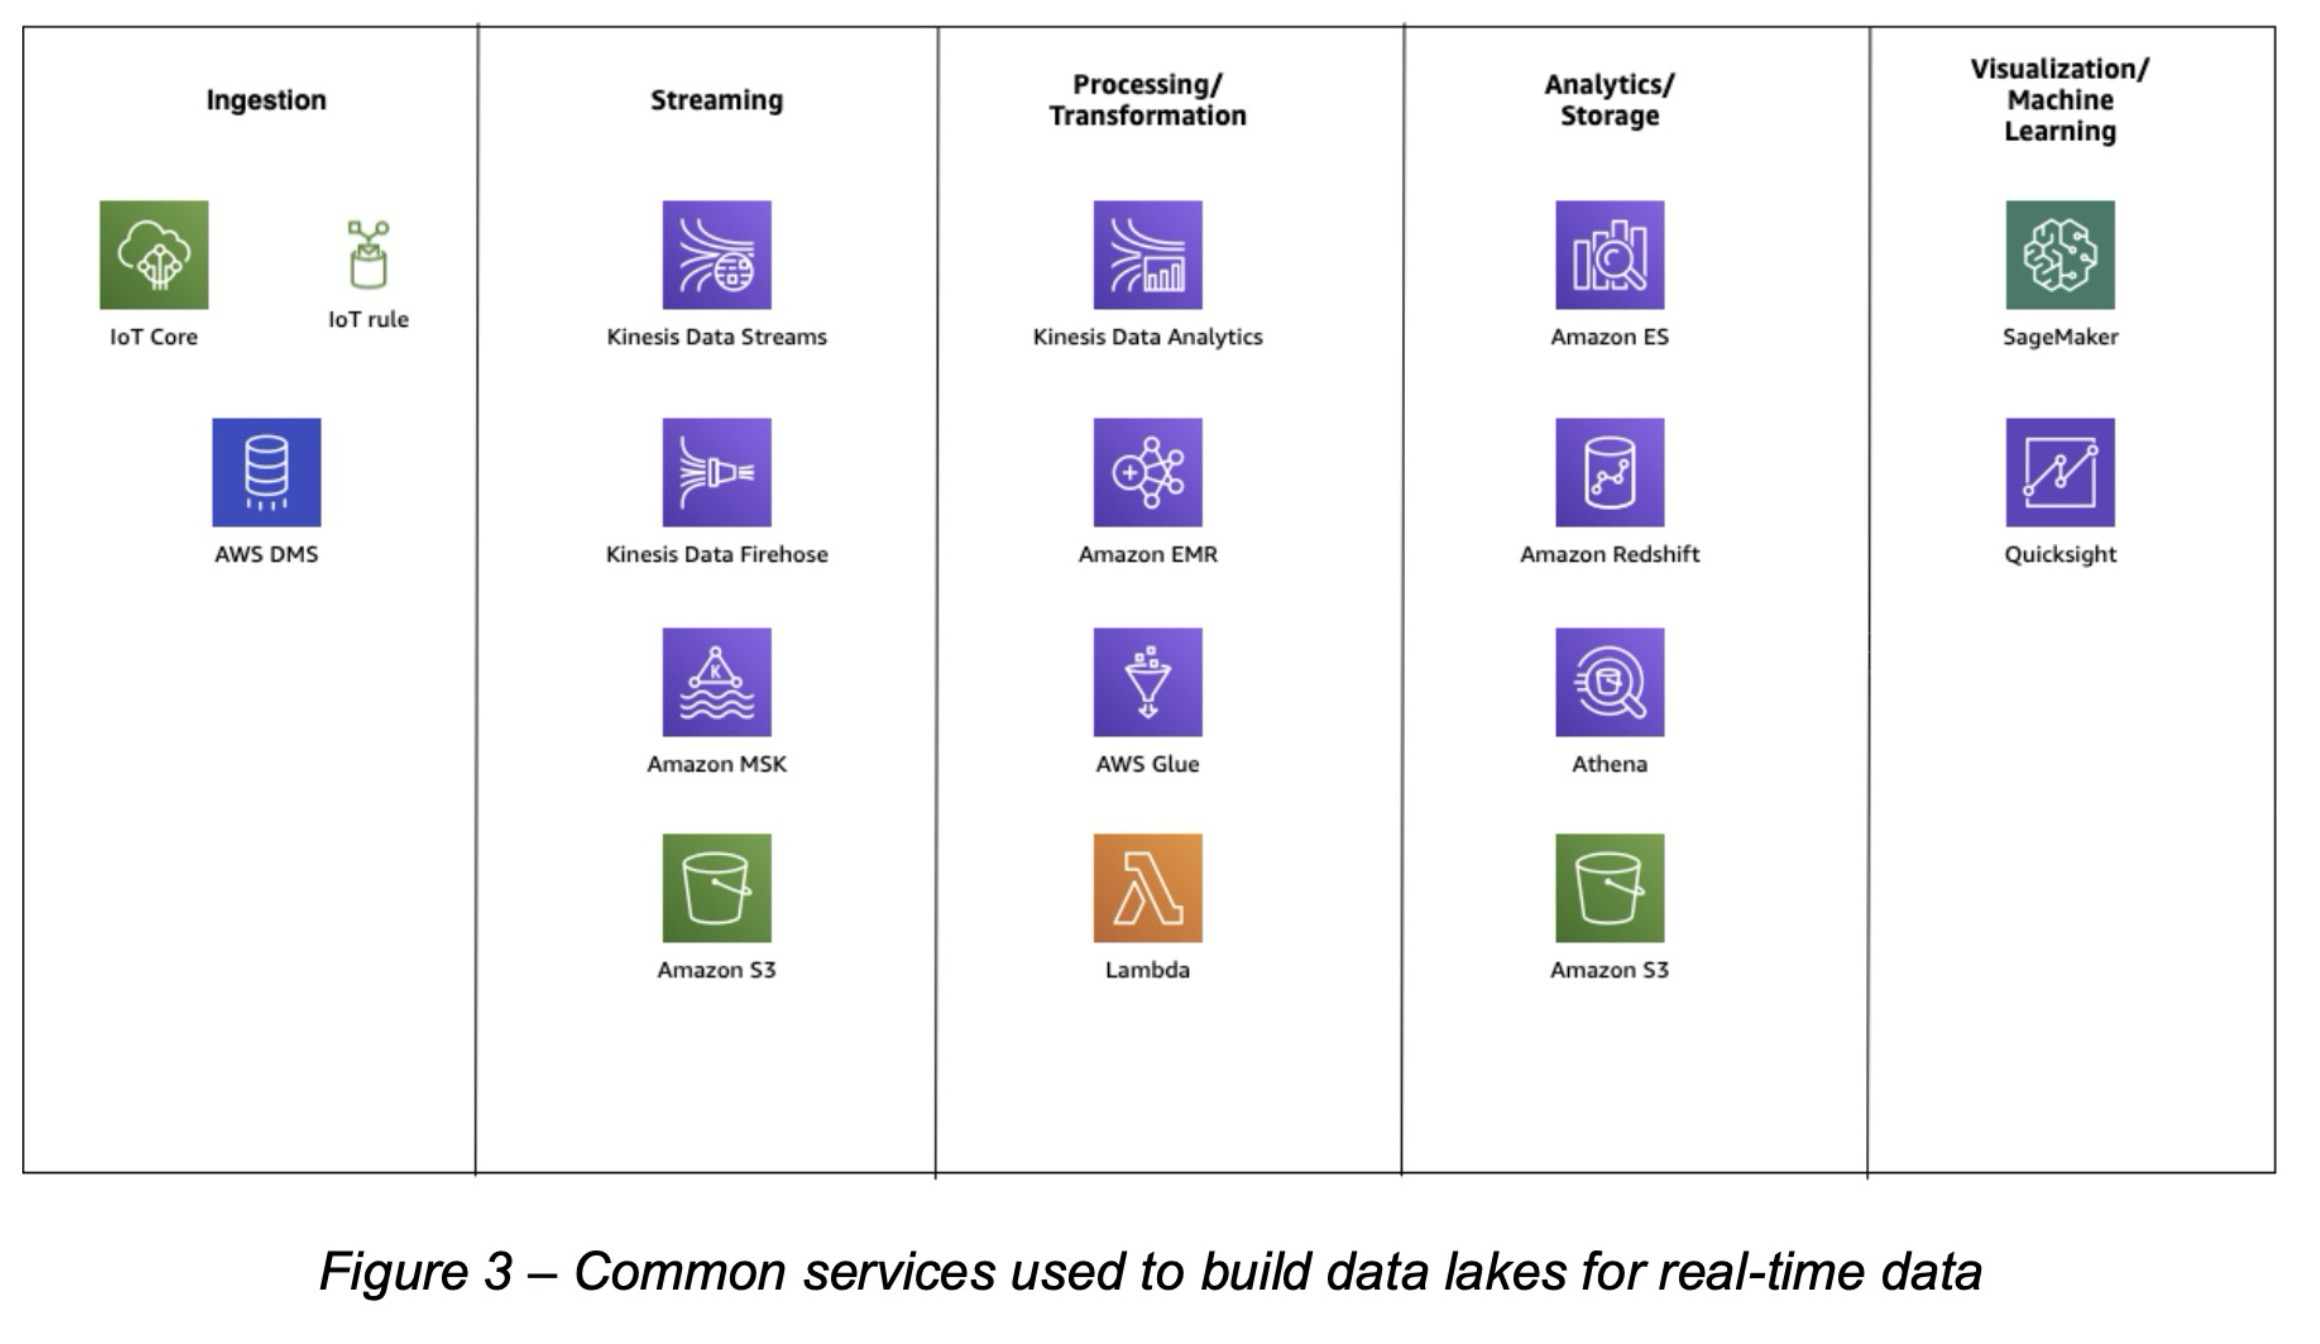 Ingestion
IoT Core
IoT rule
AWS DMS
Streaming
Kinesis Data Streams
Kinesis Data Firehose
Amazon MSK
Amazon S3
Processing/
Transformation
Kinesis Data Analytics
Amazon EMR
AWS Glue
Lambda
Analytics/
Storage
Amazon ES
Amazon Redshift
Athena
Amazon S3
Visualization/
Machine
Learning
SageMaker
Quicksight
K
Figure 3 – Common services used to build data lakes for real-time data